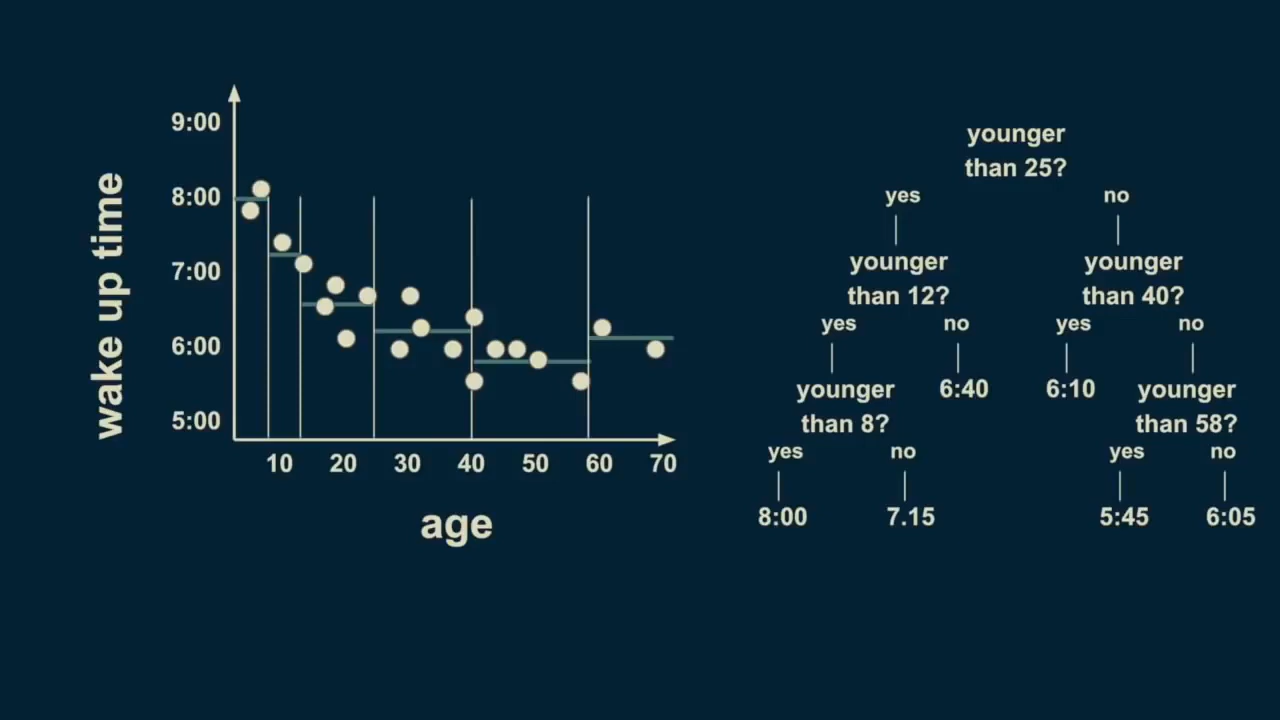 9:00
8:00
7:00
6:00
5:00
wake up time
10 20 30 40 50 60 70
age
younger
than 25?
yes no
younger younger
than 12? than 40?
yes no yes no
younger 6:40 6:10 younger
than 8? than 58?
yes no yes no
8:00 7.15 5:45 6:05